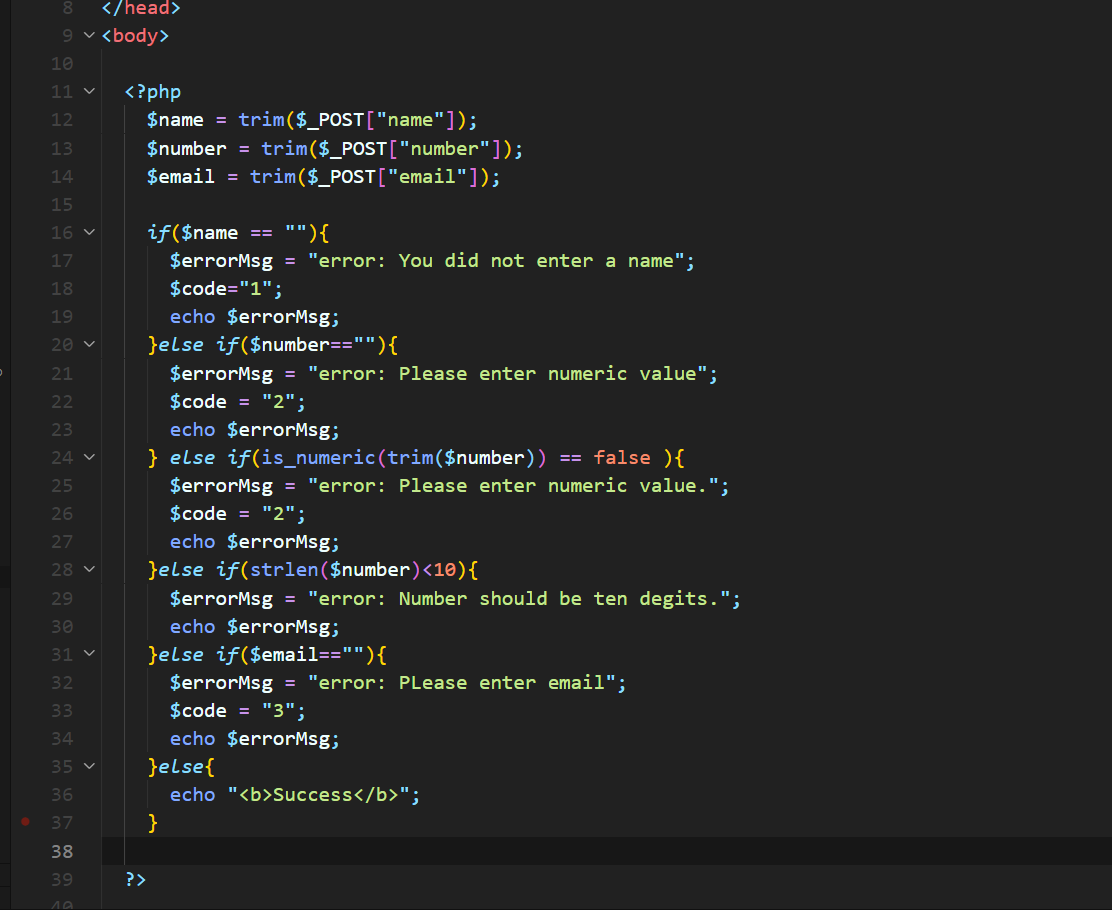 8 </head>
9 <body>
10
11 <?php
12 $name = trim($_POST["name"]);
13 $number = trim($_POST["number"]);
14 $email = trim($_POST["email"]);
15
16 if($name == ""){
17 $errorMsg = "error: You did not enter a name";
18 $code="1";
19 echo $errorMsg;
20 }else if($number==""){
21 $errorMsg = "error: Please enter numeric value";
22 $code = "2";
23 echo $errorMsg;
24 } else if(is_numeric(trim($number)) == false ){
25 $errorMsg = "error: Please enter numeric value.";
26 $code = "2";
27 echo $errorMsg;
28 }else if(strlen($number)<10){
29 $errorMsg = "error: Number should be ten degits.";
30 echo $errorMsg;
31 }else if($email==""){
32 $errorMsg = "error: PLease enter email";
33 $code = "3";
34 echo $errorMsg;
35 }else{
36 echo "<b>Success</b>";
37 }
38
39 ?>
40